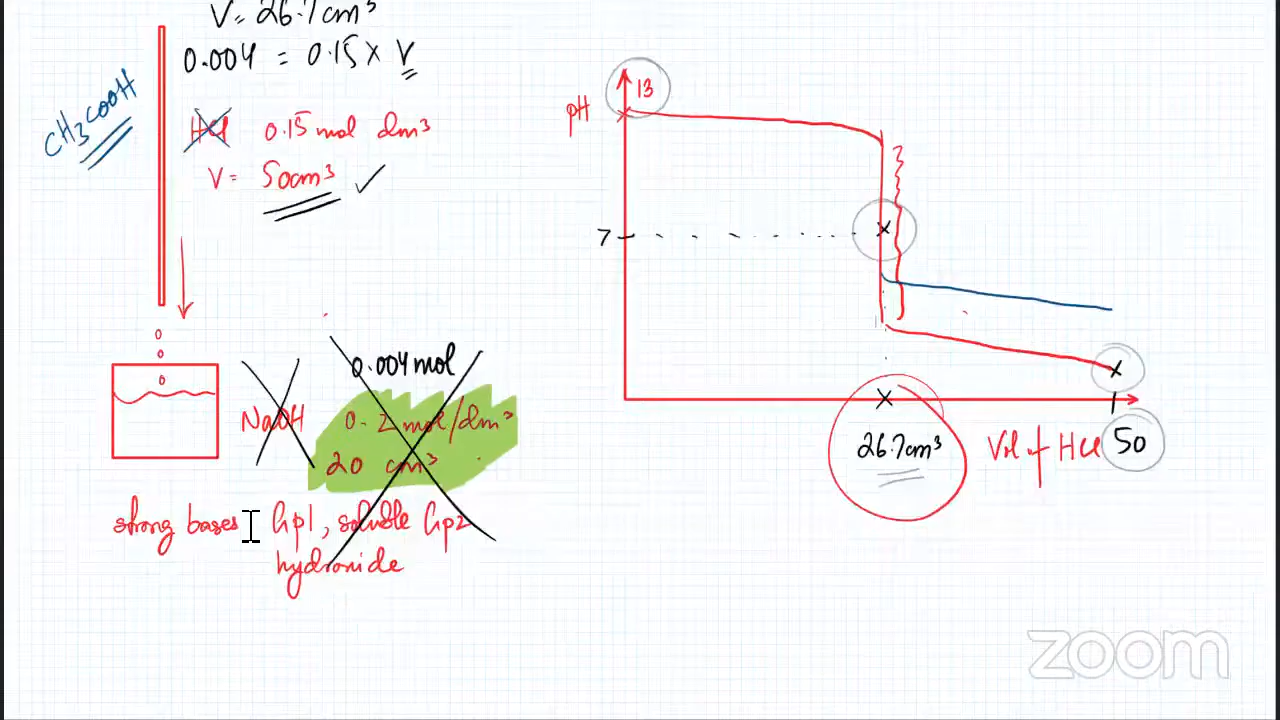 V= 26.7cm³
0.004 = 0.15 × V
CH3COOH
HCl 0.15 mol dm³
V= 50cm³ ✓
0.004 mol
NaOH 0.2 mol/dm³
20 cm³
strong bases Gp1, soluble Gp2
hydroxide
pH
13
7
26.7cm³
Vol of HCl 50
zoom